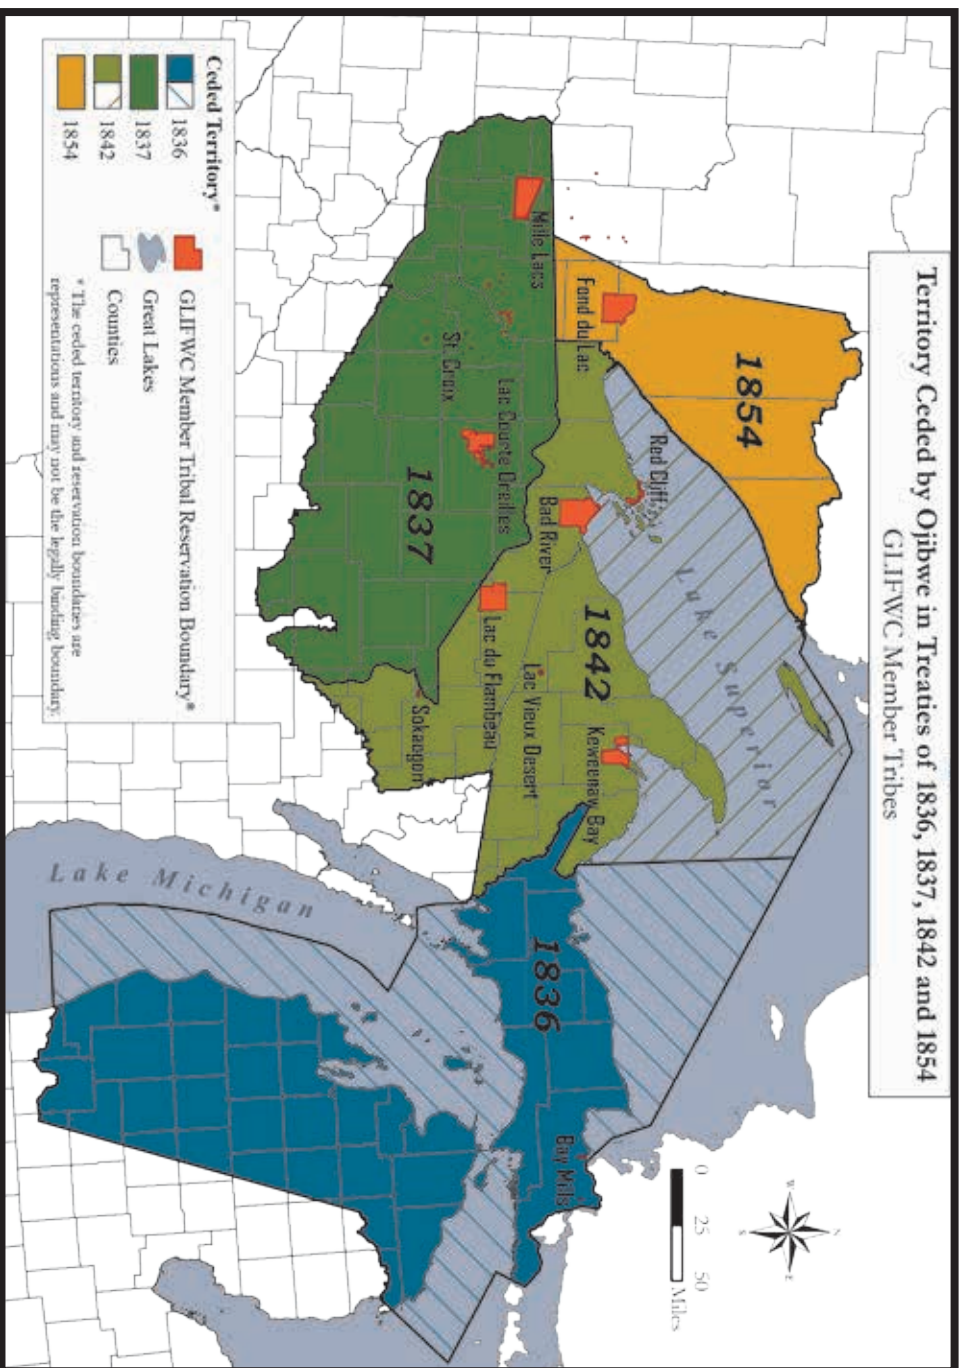 Territory Ceded by Ojibwe in Treaties of 1836, 1837, 1842 and 1854
GLIFWC Member Tribes
1854
Fond du Lac
Mille Lacs
St. Croix
Lac Courte Oreilles
1837
Red Cliff
Bad River
Lake Superior
1842
Lac du Flambeau
Lac Vieux Desert
Sokaogon
Keweenaw Bay
1836
Bay Mills
Lake Michigan
N
W
E
S
0 25 50
Miles
Ceded Territory*
1836
1837
1842
1854
GLIFWC Member Tribal Reservation Boundary*
Great Lakes
Counties
* The ceded territory and reservation boundaries are
representations and may not be the legally binding boundary.